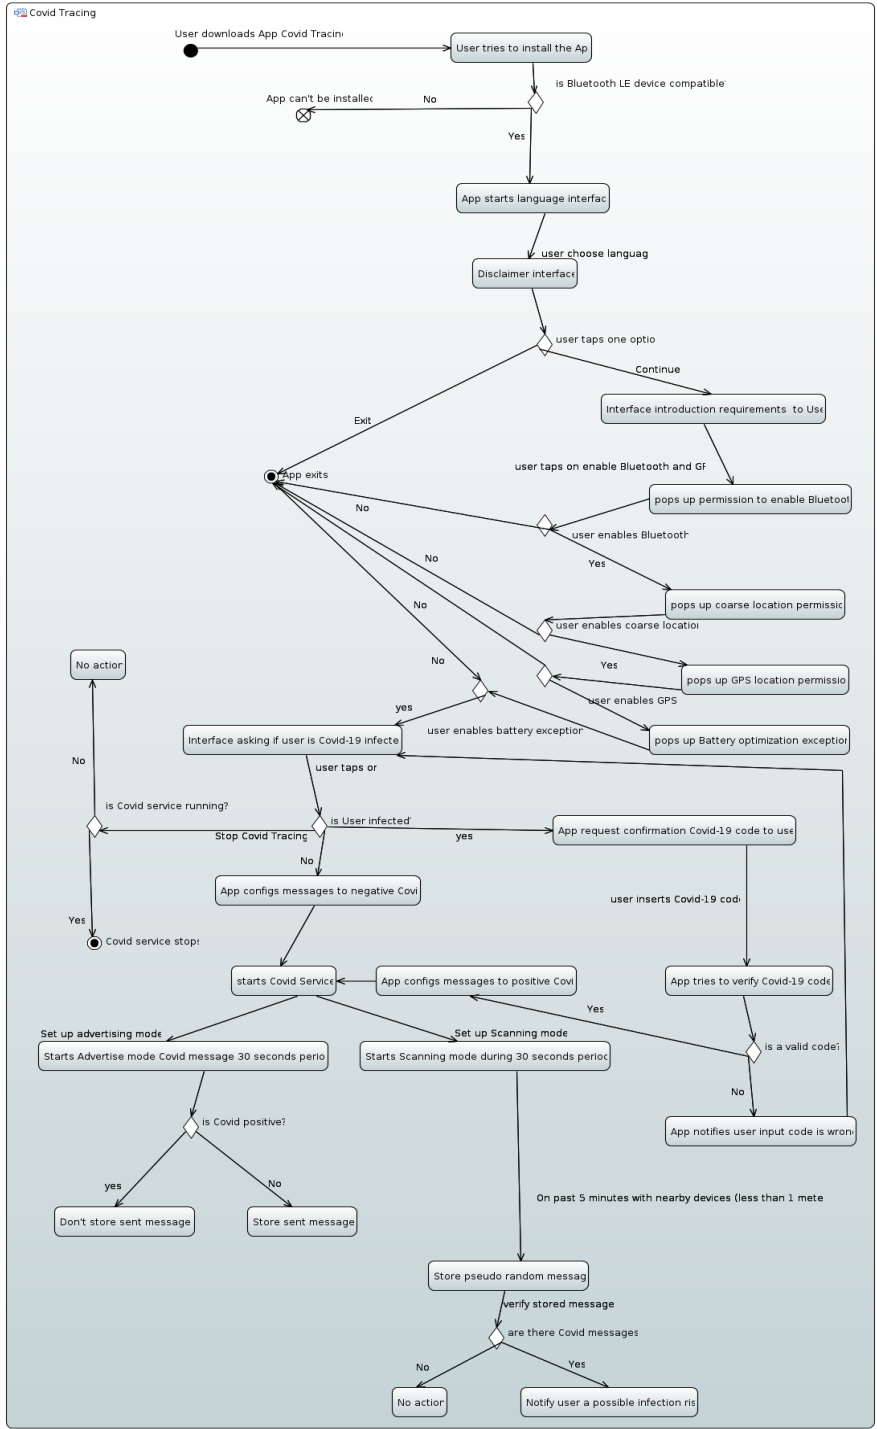 Covid Tracing
User downloads App Covid Tracin
User tries to install the Ap
is Bluetooth LE device compatible
App can't be installe
No
Yes
App starts language interfac
user choose languag
Disclaimer interface
user taps one optio
Continue
Interface introduction requirements to Use
Exit
user taps on enable Bluetooth and G
App exits
pops up permission to enable Bluetoot
No
user enables Bluetooth
Yes
No
pops up coarse location permissio
No
user enables coarse location
No
Yes
No action
pops up GPS location permissio
user enables GPS
yes
user enables battery exception
Interface asking if user is Covid-19 infecte
pops up Battery optimization exception
No
user taps or
is Covid service running?
is User infected
Stop Covid Tracing
yes
App request confirmation Covid-19 code to use
No
App configs messages to negative Covi
user inserts Covid-19 cod
Yes
Covid service stops
starts Covid Service
App configs messages to positive Covi
App tries to verify Covid-19 code
Yes
Set up advertising mode
Set up Scanning mode
is a valid code?
Starts Advertise mode Covid message 30 seconds perio
Starts Scanning mode during 30 seconds period
No
is Covid positive?
App notifies user input code is wron
yes
No
On past 5 minutes with nearby devices (less than 1 mete
Don't store sent message
Store sent message
Store pseudo random messag
verify stored message
are there Covid messages
No
Yes
No action
Notify user a possible infection ris